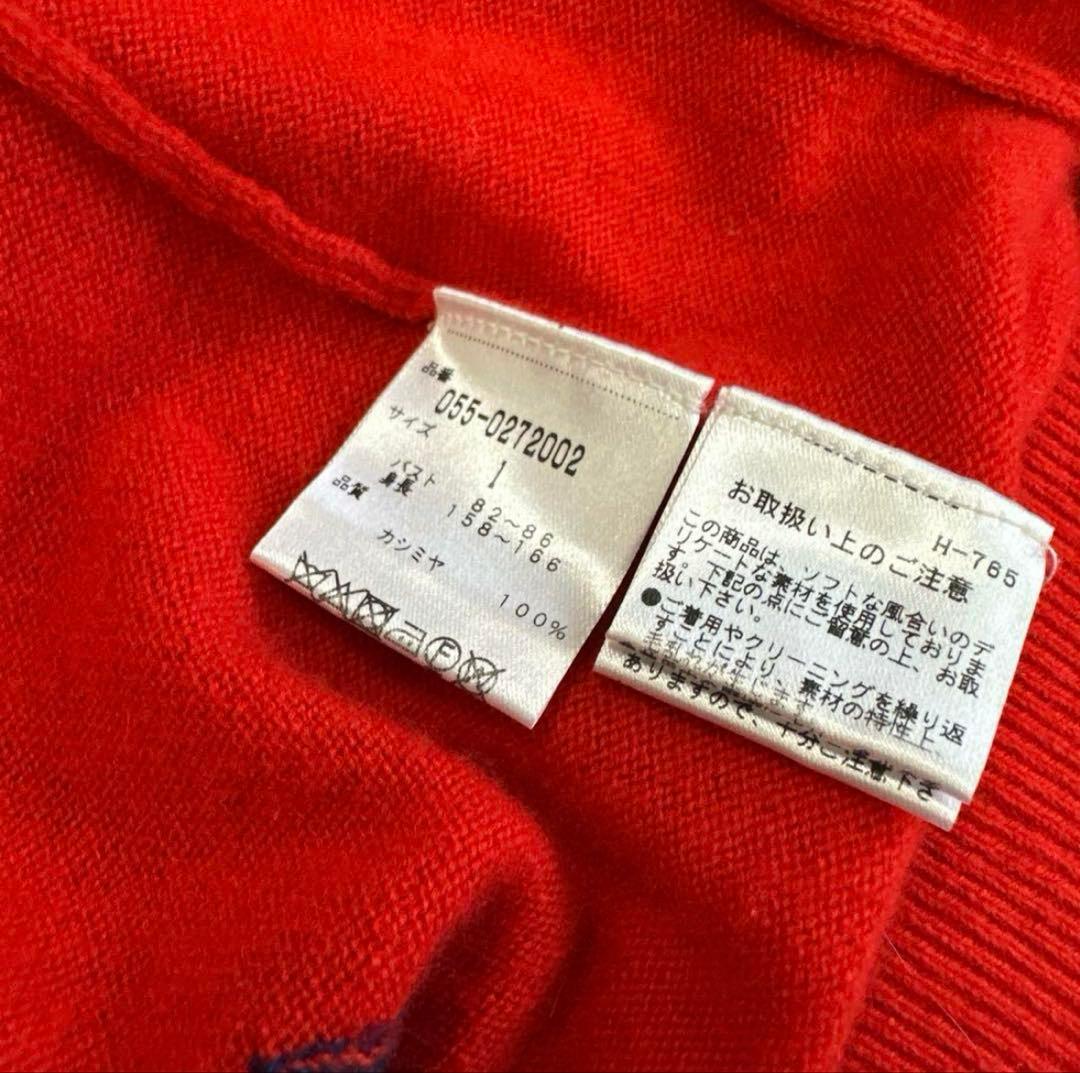 品番
055-0272002
サイズ
1
バスト 82～86
身長 158～166
品質
カシミヤ
100%
F
H-765
お取扱い上のご注意
この商品は、ソフトな風合いのデ
リケートな素材を使用しておりま
す。下記の点にご留意の上、お取
扱い下さい。
●ご着用やクリーニングを繰り返
すことにより、素材の特性上、
ありますので、十分ご注意下さ